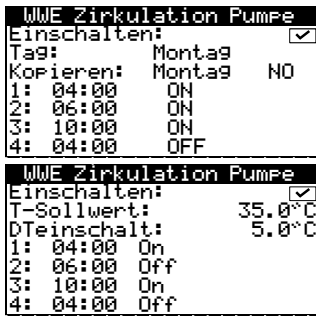 WWE Zirkulation Pumpe
Einschalten: ✓
Tag: Montag
Kopieren: Montag NO
1: 04:00 ON
2: 06:00 ON
3: 10:00 ON
4: 04:00 OFF
WWE Zirkulation Pumpe
Einschalten: ✓
T-Sollwert: 35.0°C
DTeinschalt: 5.0°C
1: 04:00 On
2: 06:00 Off
3: 10:00 On
4: 04:00 Off